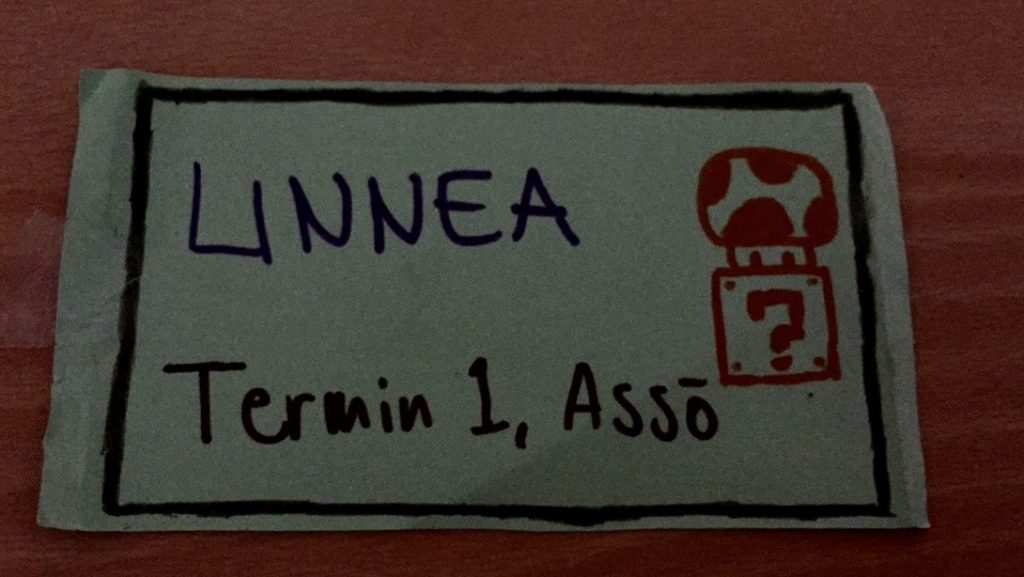 LINNEA
?
Termin 1, Assō